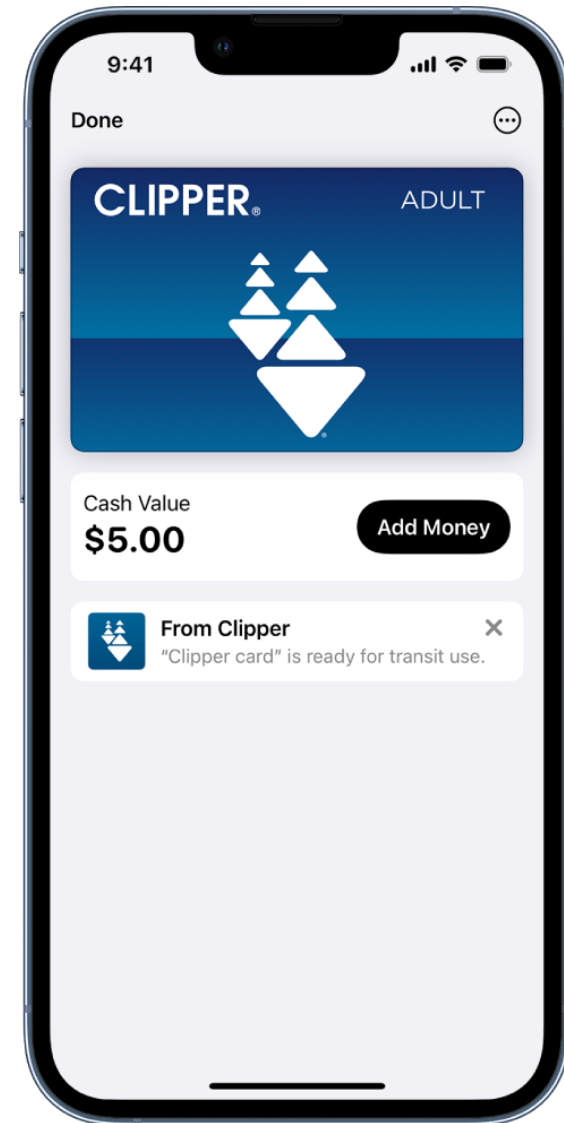 9:41
Done
CLIPPER®
ADULT
®
Cash Value
$5.00
Add Money
From Clipper
“Clipper card” is ready for transit use.